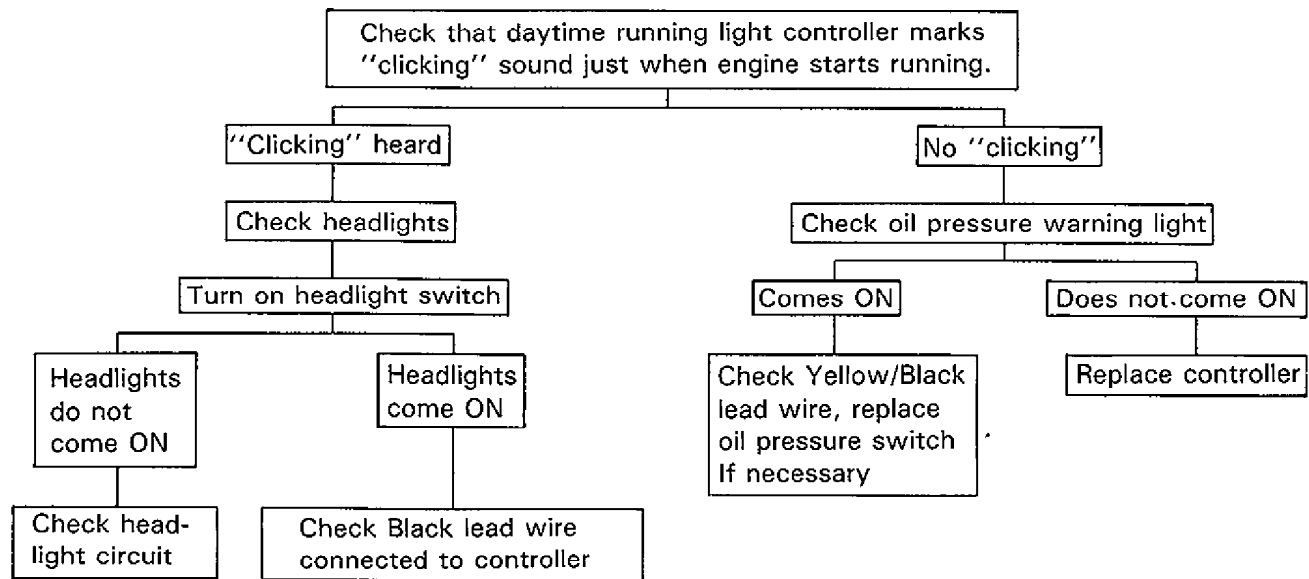 Check that daytime running light controller marks
"clicking" sound just when engine starts running.
"Clicking" heard
No "clicking"
Check headlights
Check oil pressure warning light
Turn on headlight switch
Comes ON
Does not come ON
Headlights
do not
come ON
Headlights
come ON
Check Yellow/Black
lead wire, replace
oil pressure switch
If necessary
Replace controller
Check head-
light circuit
Check Black lead wire
connected to controller